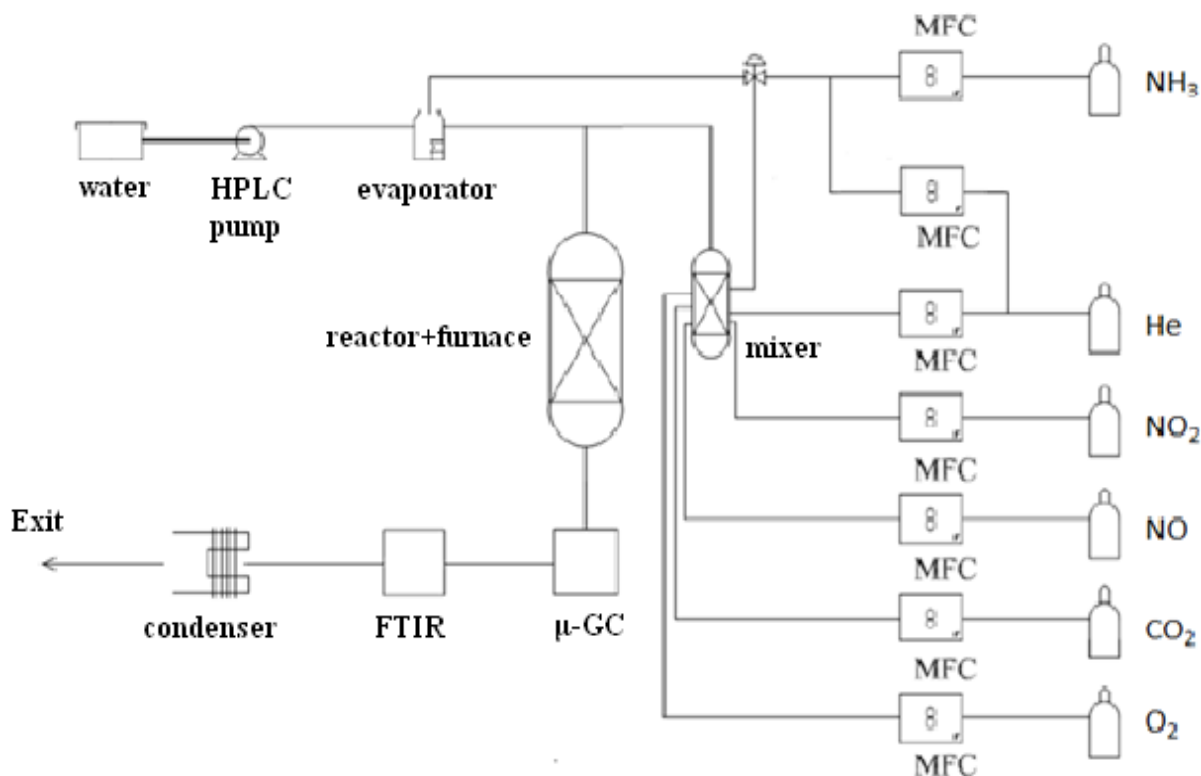 MFC
NH₃
water
HPLC
pump
evaporator
MFC
reactor+furnace
mixer
He
MFC
NO₂
MFC
Exit
NO
MFC
condenser
FTIR
μ-GC
CO₂
MFC
O₂
MFC